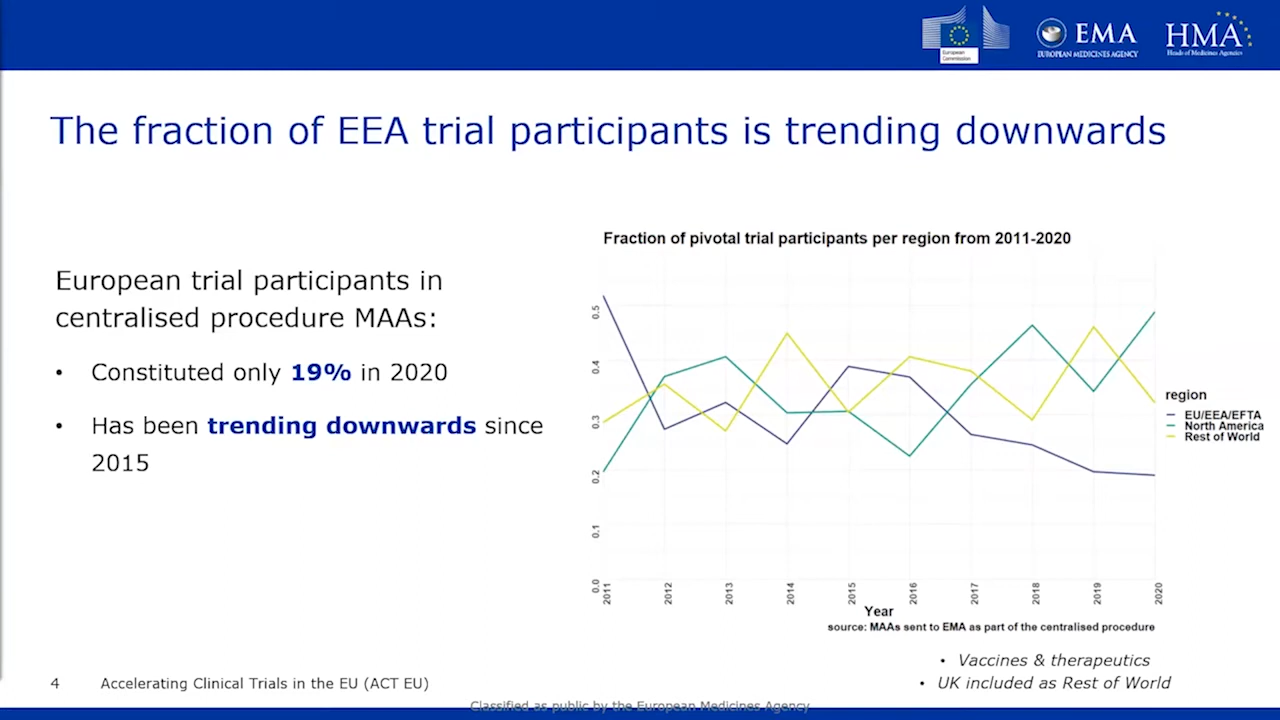 European
Commission
EMA
EUROPEAN MEDICINES AGENCY
HMA
Heads of Medicines Agencies
The fraction of EEA trial participants is trending downwards
European trial participants in
centralised procedure MAAs:
• Constituted only 19% in 2020
• Has been trending downwards since
2015
Fraction of pivotal trial participants per region from 2011-2020
0.5
0.4
0.3
0.2
0.1
0.0
2011 2012 2013 2014 2015 2016 2017 2018 2019 2020
Year
source: MAAs sent to EMA as part of the centralised procedure
region
EU/EEA/EFTA
North America
Rest of World
• Vaccines & therapeutics
• UK included as Rest of World
4 Accelerating Clinical Trials in the EU (ACT EU)
Classified as public by the European Medicines Agency